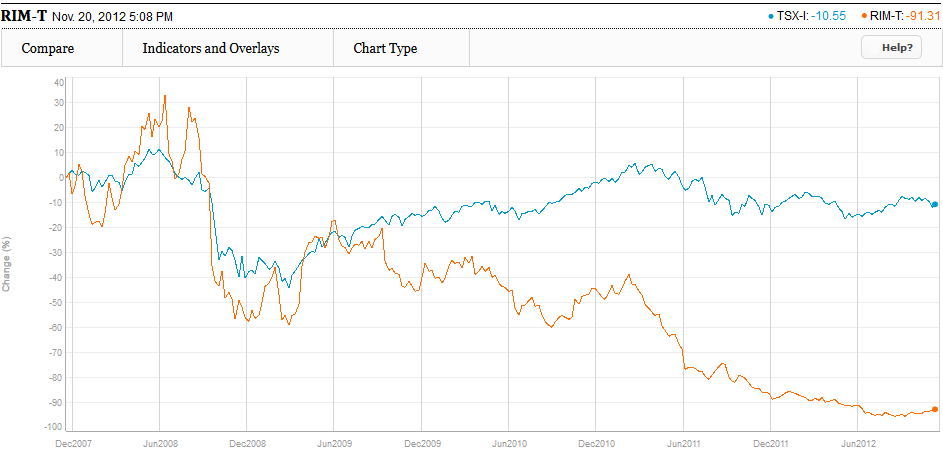 RIM-T Nov. 20, 2012 5:08 PM
TSX-I: -10.55 RIM-T: -91.31
Compare
Indicators and Overlays
Chart Type
Help?
Change (%)
40
30
20
10
0
-10
-20
-30
-40
-50
-60
-70
-80
-90
-100
Dec2007
Jun2008
Dec2008
Jun2009
Dec2009
Jun2010
Dec2010
Jun2011
Dec2011
Jun2012